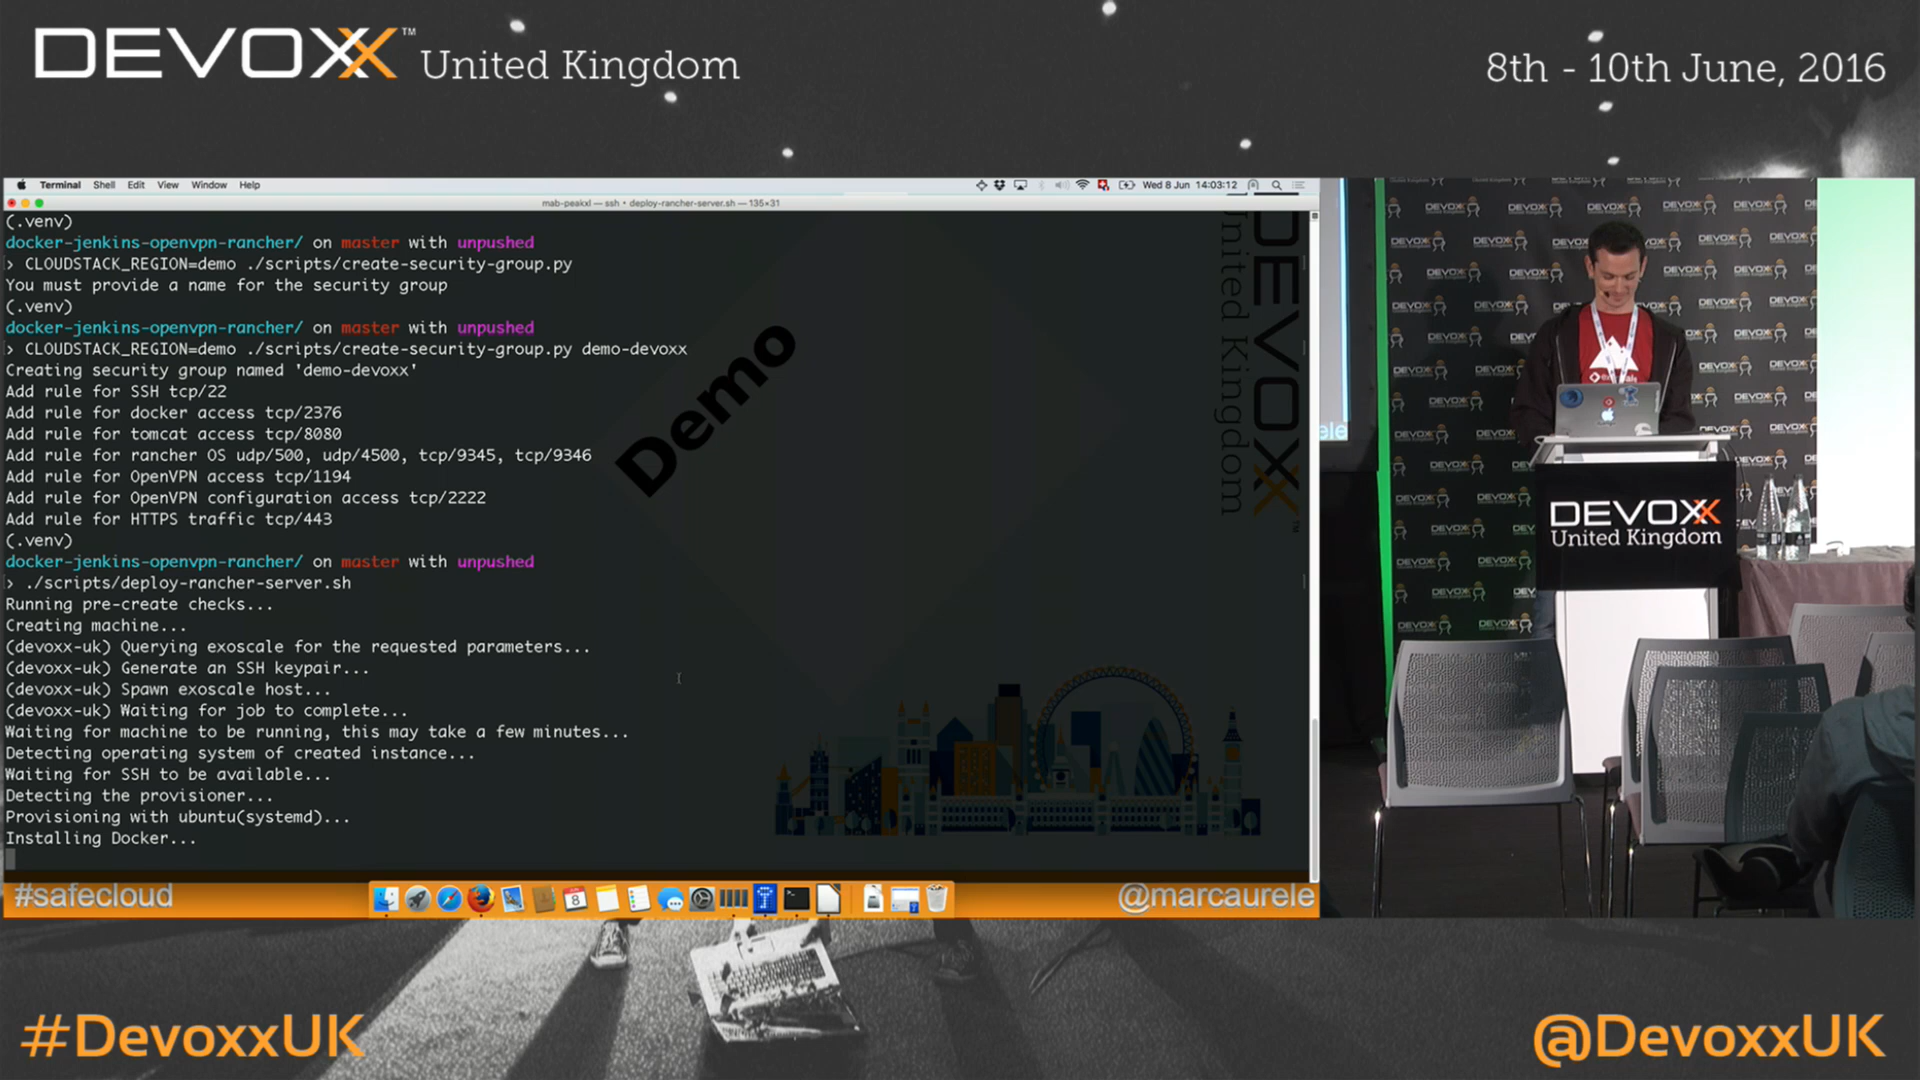 DEVOXX™ United Kingdom
8th - 10th June, 2016
Terminal Shell Edit View Window Help
Wed 8 Jun 14:03:12
mab-peakxl — ssh • deploy-rancher-server.sh — 135×31
(.venv)
docker-jenkins-openvpn-rancher/ on master with unpushed
> CLOUDSTACK_REGION=demo ./scripts/create-security-group.py
You must provide a name for the security group
(.venv)
docker-jenkins-openvpn-rancher/ on master with unpushed
> CLOUDSTACK_REGION=demo ./scripts/create-security-group.py demo-devoxx
Creating security group named 'demo-devoxx'
Add rule for SSH tcp/22
Add rule for docker access tcp/2376
Add rule for tomcat access tcp/8080
Add rule for rancher OS udp/500, udp/4500, tcp/9345, tcp/9346
Add rule for OpenVPN access tcp/1194
Add rule for OpenVPN configuration access tcp/2222
Add rule for HTTPS traffic tcp/443
(.venv)
docker-jenkins-openvpn-rancher/ on master with unpushed
> ./scripts/deploy-rancher-server.sh
Running pre-create checks...
Creating machine...
(devoxx-uk) Querying exoscale for the requested parameters...
(devoxx-uk) Generate an SSH keypair...
(devoxx-uk) Spawn exoscale host...
(devoxx-uk) Waiting for job to complete...
Waiting for machine to be running, this may take a few minutes...
Detecting operating system of created instance...
Waiting for SSH to be available...
Detecting the provisioner...
Provisioning with ubuntu(systemd)...
Installing Docker...
Demo
DEVOXX™
United Kingdom
#safecloud
@marcaurele
DEVOXX
United Kingdom
#DevoxxUK
@DevoxxUK